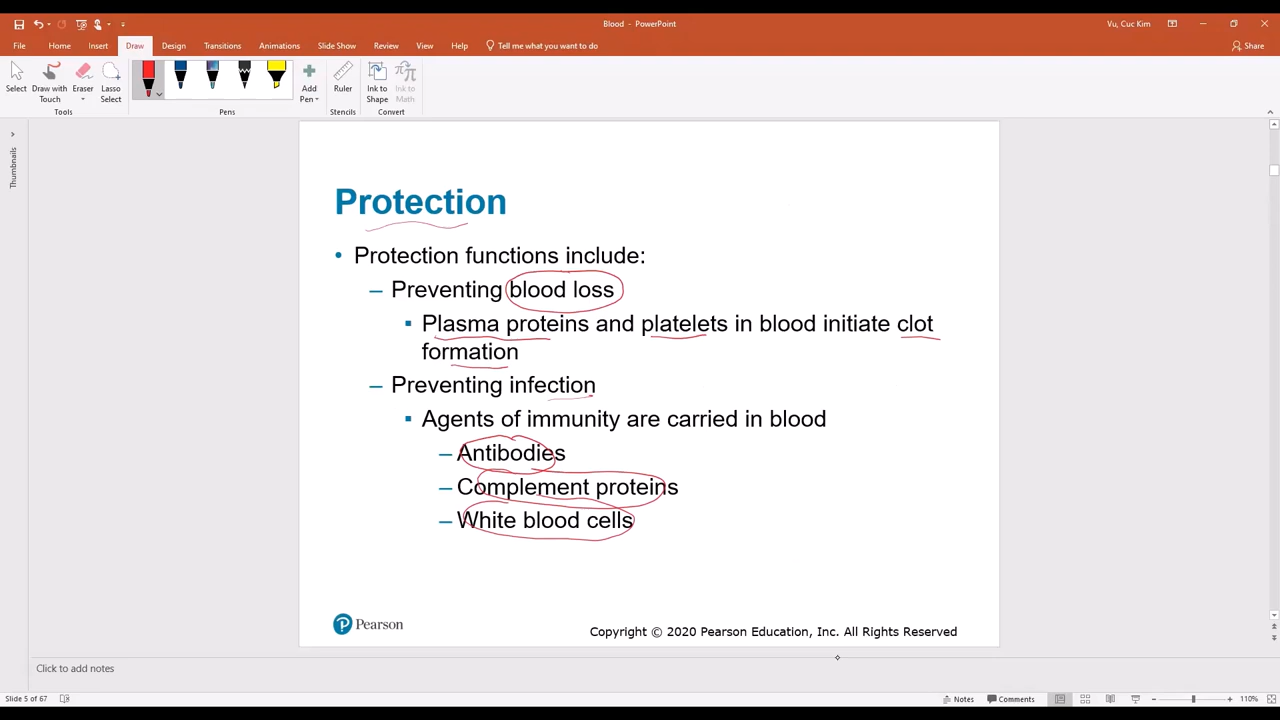 Blood - PowerPoint
Vu, Cuc Kim
File Home Insert Draw Design Transitions Animations Slide Show Review View Help Tell me what you want to do Share
Select Draw with Touch Eraser Lasso Select Add Pen Ruler Ink to Shape Ink to Math
Tools Pens Stencils Convert
Thumbnails
Protection
• Protection functions include:
– Preventing blood loss
▪ Plasma proteins and platelets in blood initiate clot
formation
– Preventing infection
▪ Agents of immunity are carried in blood
– Antibodies
– Complement proteins
– White blood cells
Pearson
Copyright © 2020 Pearson Education, Inc. All Rights Reserved
Click to add notes
Slide 5 of 67 Notes Comments 110%